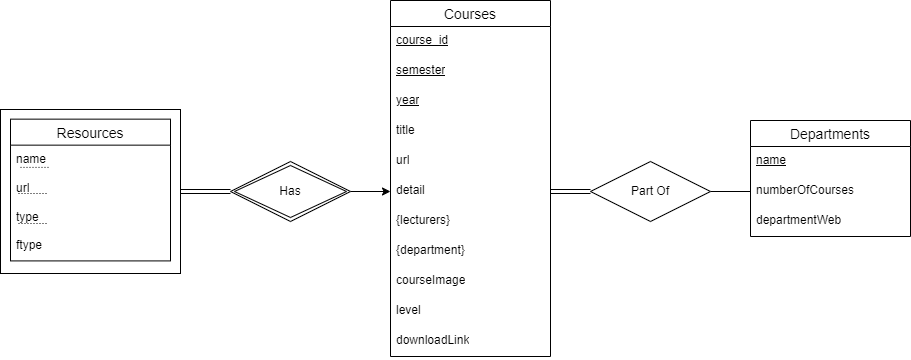 Resources
name
url
type
ftype
Has
Courses
course_id
semester
year
title
url
detail
{lecturers}
{department}
courseImage
level
downloadLink
Part Of
Departments
name
numberOfCourses
departmentWeb